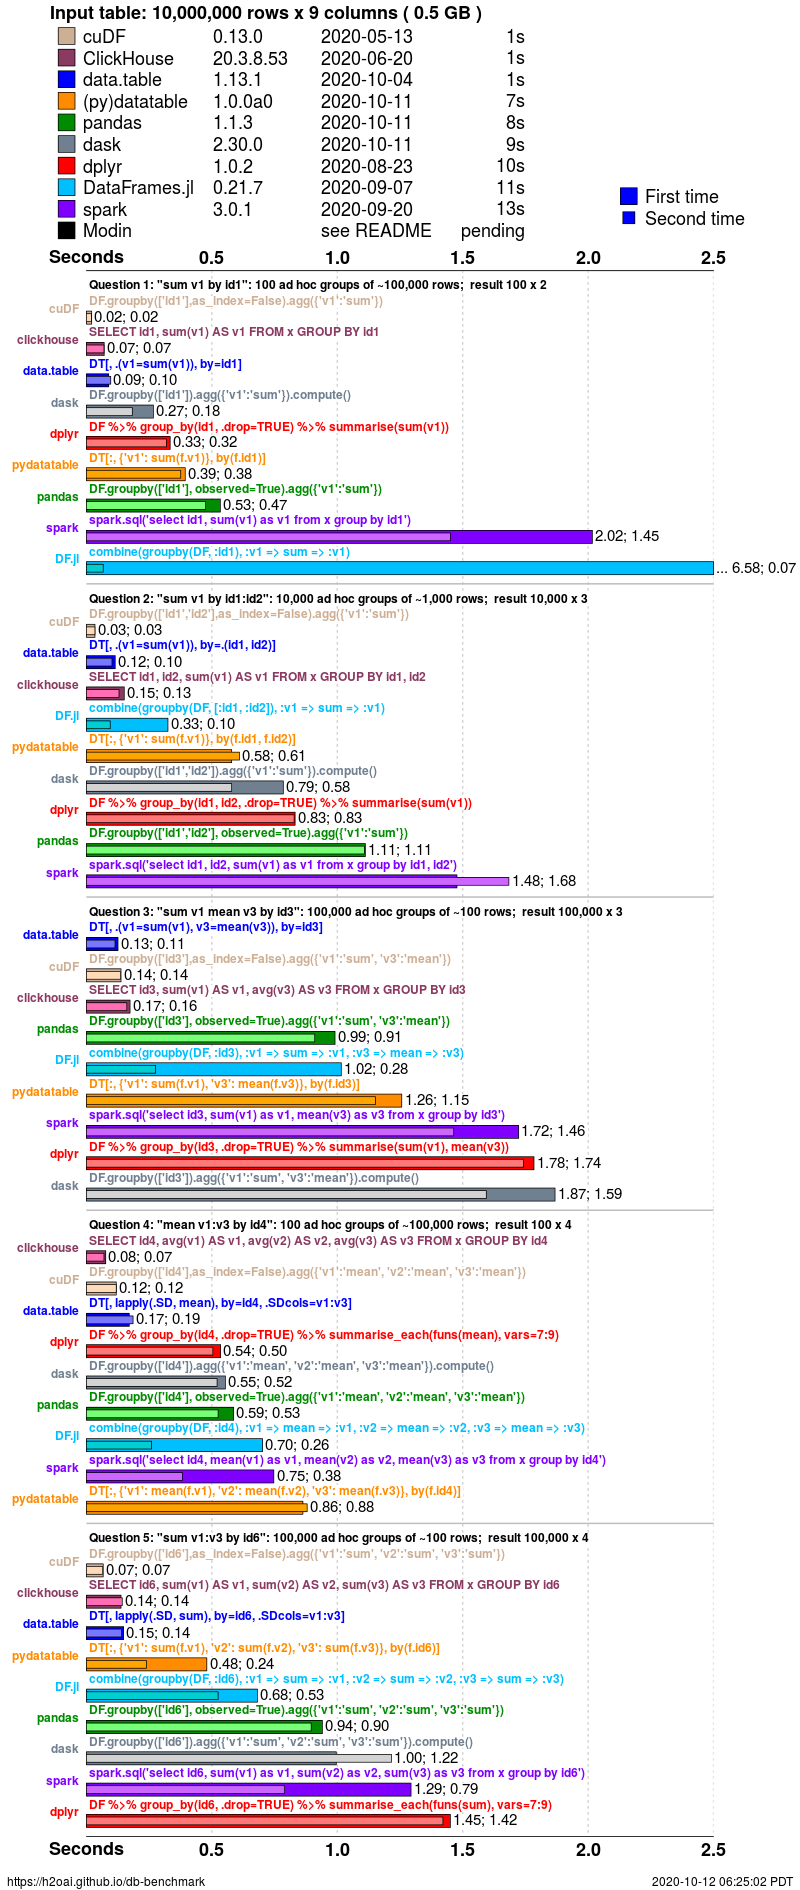 Input table: 10,000,000 rows x 9 columns ( 0.5 GB )
cuDF 0.13.0 2020-05-13 1s
ClickHouse 20.3.8.53 2020-06-20 1s
data.table 1.13.1 2020-10-04 1s
(py)datatable 1.0.0a0 2020-10-11 7s
pandas 1.1.3 2020-10-11 8s
dask 2.30.0 2020-10-11 9s
dplyr 1.0.2 2020-08-23 10s
DataFrames.jl 0.21.7 2020-09-07 11s
spark 3.0.1 2020-09-20 13s
Modin see README pending
First time
Second time
Seconds 0.5 1.0 1.5 2.0 2.5
Question 1: "sum v1 by id1": 100 ad hoc groups of ~100,000 rows; result 100 x 2
DF.groupby(['id1'],as_index=False).agg({'v1':'sum'})
cuDF 0.02; 0.02
SELECT id1, sum(v1) AS v1 FROM x GROUP BY id1
clickhouse 0.07; 0.07
DT[, .(v1=sum(v1)), by=id1]
data.table 0.09; 0.10
DF.groupby(['id1']).agg({'v1':'sum'}).compute()
dask 0.27; 0.18
DF %>% group_by(id1, .drop=TRUE) %>% summarise(sum(v1))
dplyr 0.33; 0.32
DT[:, {'v1': sum(f.v1)}, by(f.id1)]
pydatatable 0.39; 0.38
DF.groupby(['id1'], observed=True).agg({'v1':'sum'})
pandas 0.53; 0.47
spark.sql('select id1, sum(v1) as v1 from x group by id1')
spark 2.02; 1.45
combine(groupby(DF, :id1), :v1 => sum => :v1)
DF.jl ... 6.58; 0.07
Question 2: "sum v1 by id1:id2": 10,000 ad hoc groups of ~1,000 rows; result 10,000 x 3
DF.groupby(['id1','id2'],as_index=False).agg({'v1':'sum'})
cuDF 0.03; 0.03
DT[, .(v1=sum(v1)), by=.(id1, id2)]
data.table 0.12; 0.10
SELECT id1, id2, sum(v1) AS v1 FROM x GROUP BY id1, id2
clickhouse 0.15; 0.13
combine(groupby(DF, [:id1, :id2]), :v1 => sum => :v1)
DF.jl 0.33; 0.10
DT[:, {'v1': sum(f.v1)}, by(f.id1, f.id2)]
pydatatable 0.58; 0.61
DF.groupby(['id1','id2']).agg({'v1':'sum'}).compute()
dask 0.79; 0.58
DF %>% group_by(id1, id2, .drop=TRUE) %>% summarise(sum(v1))
dplyr 0.83; 0.83
DF.groupby(['id1','id2'], observed=True).agg({'v1':'sum'})
pandas 1.11; 1.11
spark.sql('select id1, id2, sum(v1) as v1 from x group by id1, id2')
spark 1.48; 1.68
Question 3: "sum v1 mean v3 by id3": 100,000 ad hoc groups of ~100 rows; result 100,000 x 3
DT[, .(v1=sum(v1), v3=mean(v3)), by=id3]
data.table 0.13; 0.11
DF.groupby(['id3'],as_index=False).agg({'v1':'sum', 'v3':'mean'})
cuDF 0.14; 0.14
SELECT id3, sum(v1) AS v1, avg(v3) AS v3 FROM x GROUP BY id3
clickhouse 0.17; 0.16
DF.groupby(['id3'], observed=True).agg({'v1':'sum', 'v3':'mean'})
pandas 0.99; 0.91
combine(groupby(DF, :id3), :v1 => sum => :v1, :v3 => mean => :v3)
DF.jl 1.02; 0.28
DT[:, {'v1': sum(f.v1), 'v3': mean(f.v3)}, by(f.id3)]
pydatatable 1.26; 1.15
spark.sql('select id3, sum(v1) as v1, mean(v3) as v3 from x group by id3')
spark 1.72; 1.46
DF %>% group_by(id3, .drop=TRUE) %>% summarise(sum(v1), mean(v3))
dplyr 1.78; 1.74
DF.groupby(['id3']).agg({'v1':'sum', 'v3':'mean'}).compute()
dask 1.87; 1.59
Question 4: "mean v1:v3 by id4": 100 ad hoc groups of ~100,000 rows; result 100 x 4
SELECT id4, avg(v1) AS v1, avg(v2) AS v2, avg(v3) AS v3 FROM x GROUP BY id4
clickhouse 0.08; 0.07
DF.groupby(['id4'],as_index=False).agg({'v1':'mean', 'v2':'mean', 'v3':'mean'})
cuDF 0.12; 0.12
DT[, lapply(.SD, mean), by=id4, .SDcols=v1:v3]
data.table 0.17; 0.19
DF %>% group_by(id4, .drop=TRUE) %>% summarise_each(funs(mean), vars=7:9)
dplyr 0.54; 0.50
DF.groupby(['id4']).agg({'v1':'mean', 'v2':'mean', 'v3':'mean'}).compute()
dask 0.55; 0.52
DF.groupby(['id4'], observed=True).agg({'v1':'mean', 'v2':'mean', 'v3':'mean'})
pandas 0.59; 0.53
combine(groupby(DF, :id4), :v1 => mean => :v1, :v2 => mean => :v2, :v3 => mean => :v3)
DF.jl 0.70; 0.26
spark.sql('select id4, mean(v1) as v1, mean(v2) as v2, mean(v3) as v3 from x group by id4')
spark 0.75; 0.38
DT[:, {'v1': mean(f.v1), 'v2': mean(f.v2), 'v3': mean(f.v3)}, by(f.id4)]
pydatatable 0.86; 0.88
Question 5: "sum v1:v3 by id6": 100,000 ad hoc groups of ~100 rows; result 100,000 x 4
DF.groupby(['id6'],as_index=False).agg({'v1':'sum', 'v2':'sum', 'v3':'sum'})
cuDF 0.07; 0.07
SELECT id6, sum(v1) AS v1, sum(v2) AS v2, sum(v3) AS v3 FROM x GROUP BY id6
clickhouse 0.14; 0.14
DT[, lapply(.SD, sum), by=id6, .SDcols=v1:v3]
data.table 0.15; 0.14
DT[:, {'v1': sum(f.v1), 'v2': sum(f.v2), 'v3': sum(f.v3)}, by(f.id6)]
pydatatable 0.48; 0.24
combine(groupby(DF, :id6), :v1 => sum => :v1, :v2 => sum => :v2, :v3 => sum => :v3)
DF.jl 0.68; 0.53
DF.groupby(['id6'], observed=True).agg({'v1':'sum', 'v2':'sum', 'v3':'sum'})
pandas 0.94; 0.90
DF.groupby(['id6']).agg({'v1':'sum', 'v2':'sum', 'v3':'sum'}).compute()
dask 1.00; 1.22
spark.sql('select id6, sum(v1) as v1, sum(v2) as v2, sum(v3) as v3 from x group by id6')
spark 1.29; 0.79
DF %>% group_by(id6, .drop=TRUE) %>% summarise_each(funs(sum), vars=7:9)
dplyr 1.45; 1.42
Seconds 0.5 1.0 1.5 2.0 2.5
https://h2oai.github.io/db-benchmark 2020-10-12 06:25:02 PDT